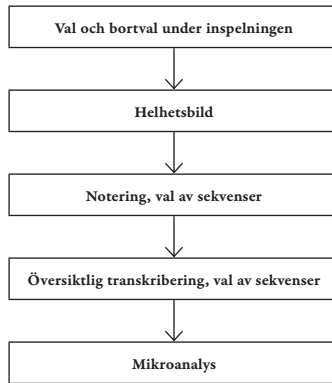 Val och bortval under inspelningen
Helhetsbild
Notering, val av sekvenser
Översiktlig transkribering, val av sekvenser
Mikroanalys